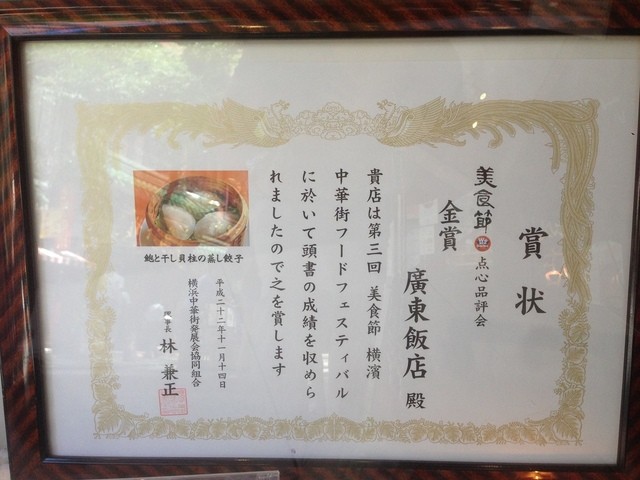 賞状
美食節 点心品評会
金賞
廣東飯店 殿
貴店は第三回 美食節 横濱
中華街フードフェスティバル
に於いて頭書の成績を収めら
れましたので之を賞します
平成二十二年十一月十四日
横浜中華街発展会協同組合
理事長 林 兼正
鮑と干し貝柱の蒸し餃子